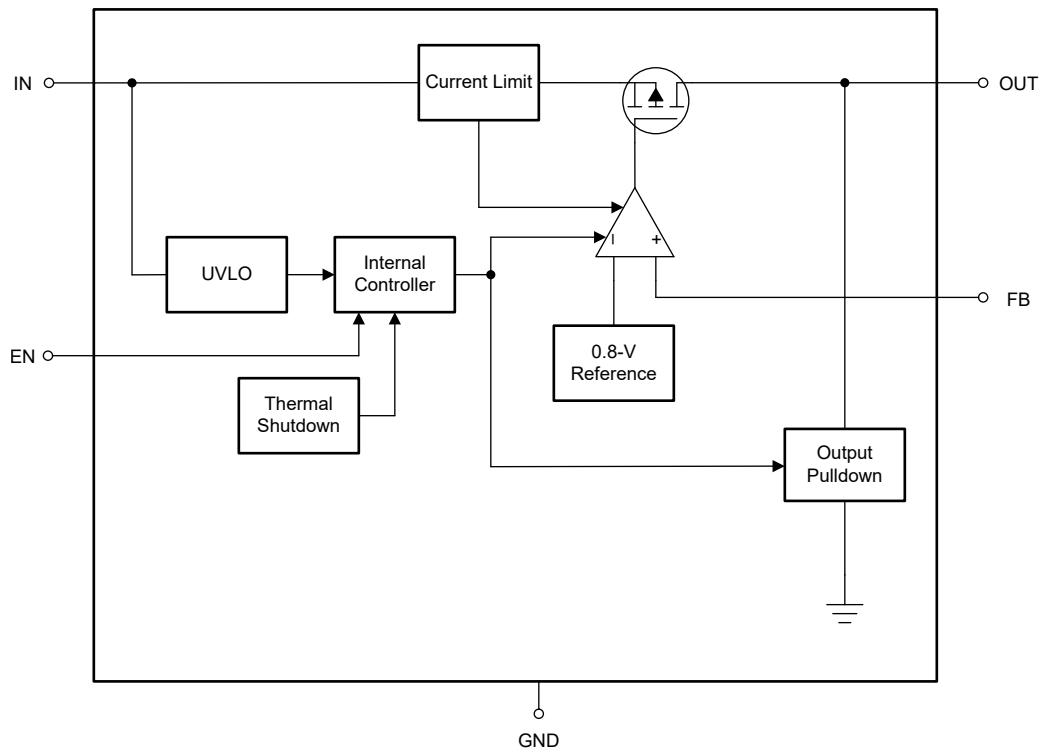 IN
Current Limit
OUT
UVLO
Internal
Controller
– +
FB
EN
0.8-V
Reference
Thermal
Shutdown
Output
Pulldown
GND